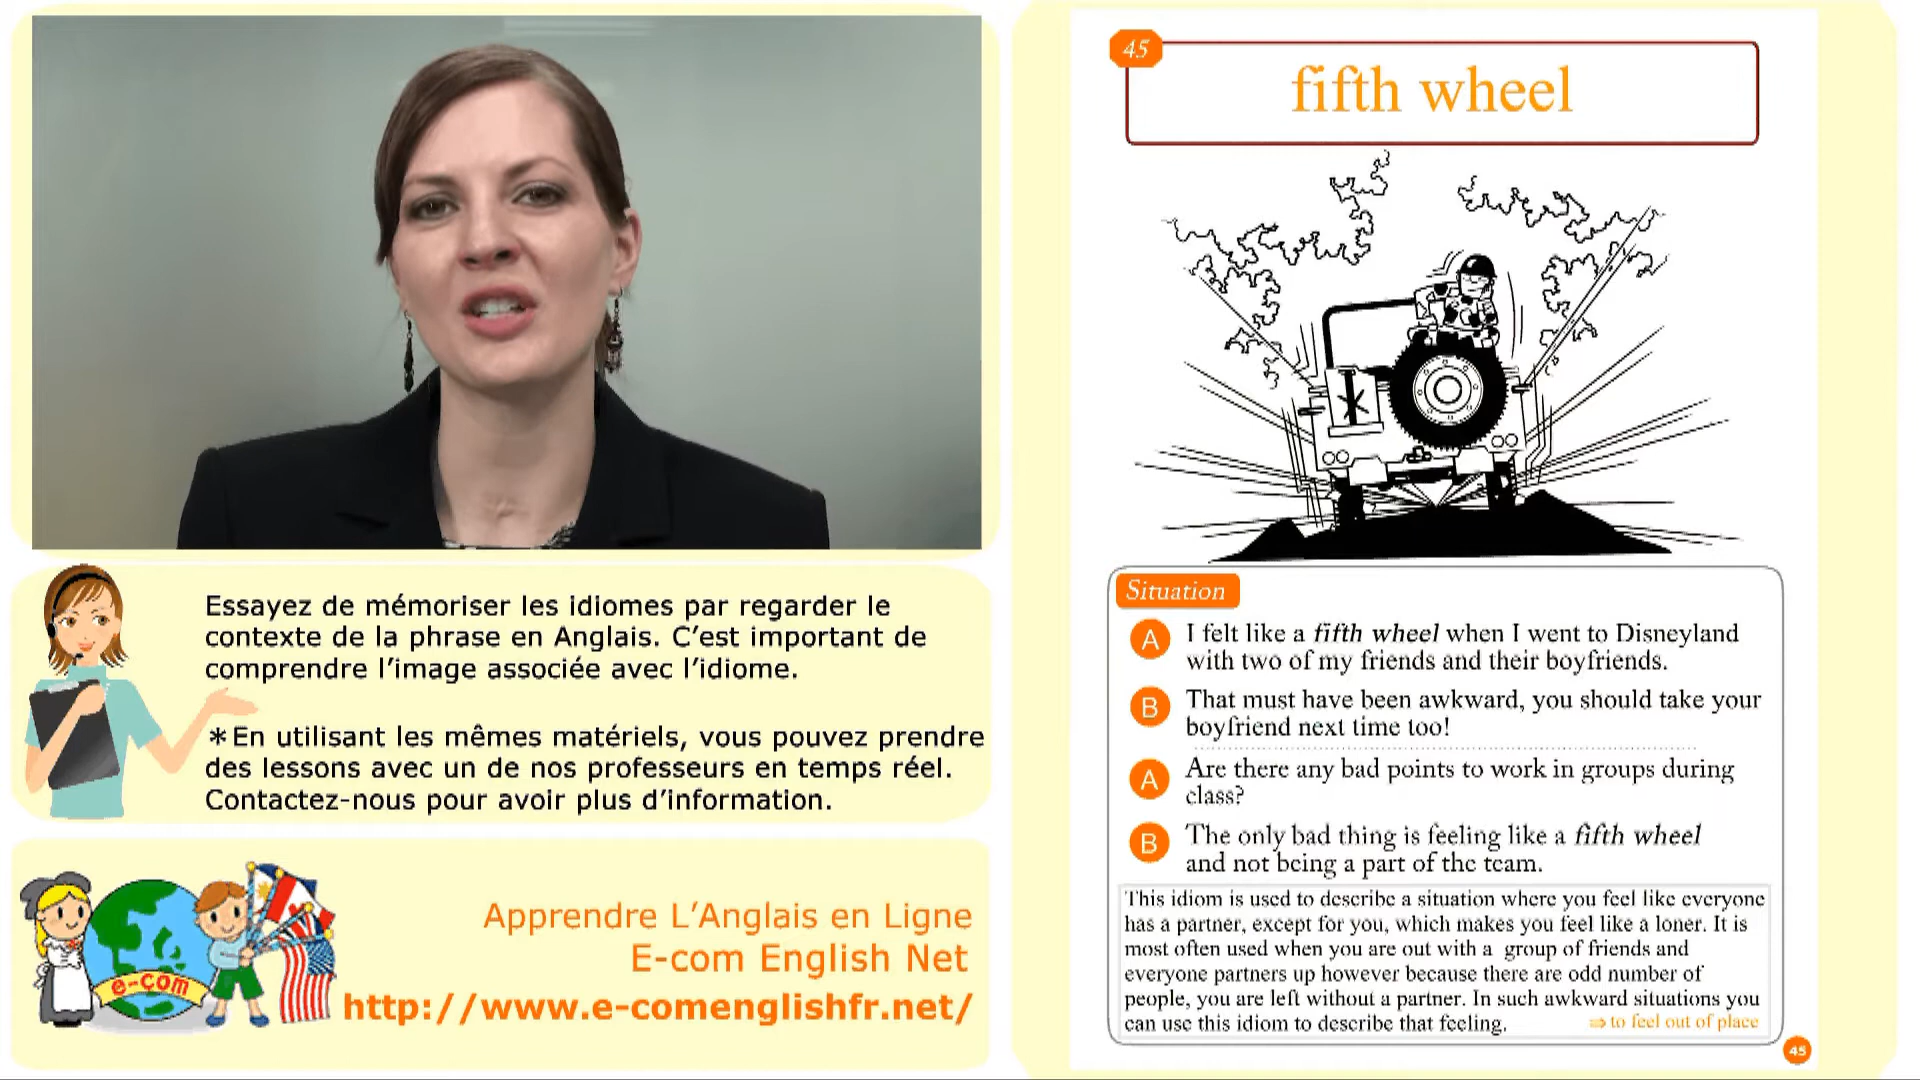 45
fifth wheel
Essayez de mémoriser les idiomes par regarder le
contexte de la phrase en Anglais. C'est important de
comprendre l'image associée avec l'idiome.
*En utilisant les mêmes matériels, vous pouvez prendre
des lessons avec un de nos professeurs en temps réel.
Contactez-nous pour avoir plus d'information.
e-com
Apprendre L'Anglais en Ligne
E-com English Net
http://www.e-comenglishfr.net/
Situation
A I felt like a fifth wheel when I went to Disneyland
with two of my friends and their boyfriends.
B That must have been awkward, you should take your
boyfriend next time too!
A Are there any bad points to work in groups during
class?
B The only bad thing is feeling like a fifth wheel
and not being a part of the team.
This idiom is used to describe a situation where you feel like everyone
has a partner, except for you, which makes you feel like a loner. It is
most often used when you are out with a group of friends and
everyone partners up however because there are odd number of
people, you are left without a partner. In such awkward situations you
can use this idiom to describe that feeling. ⇒ to feel out of place
45